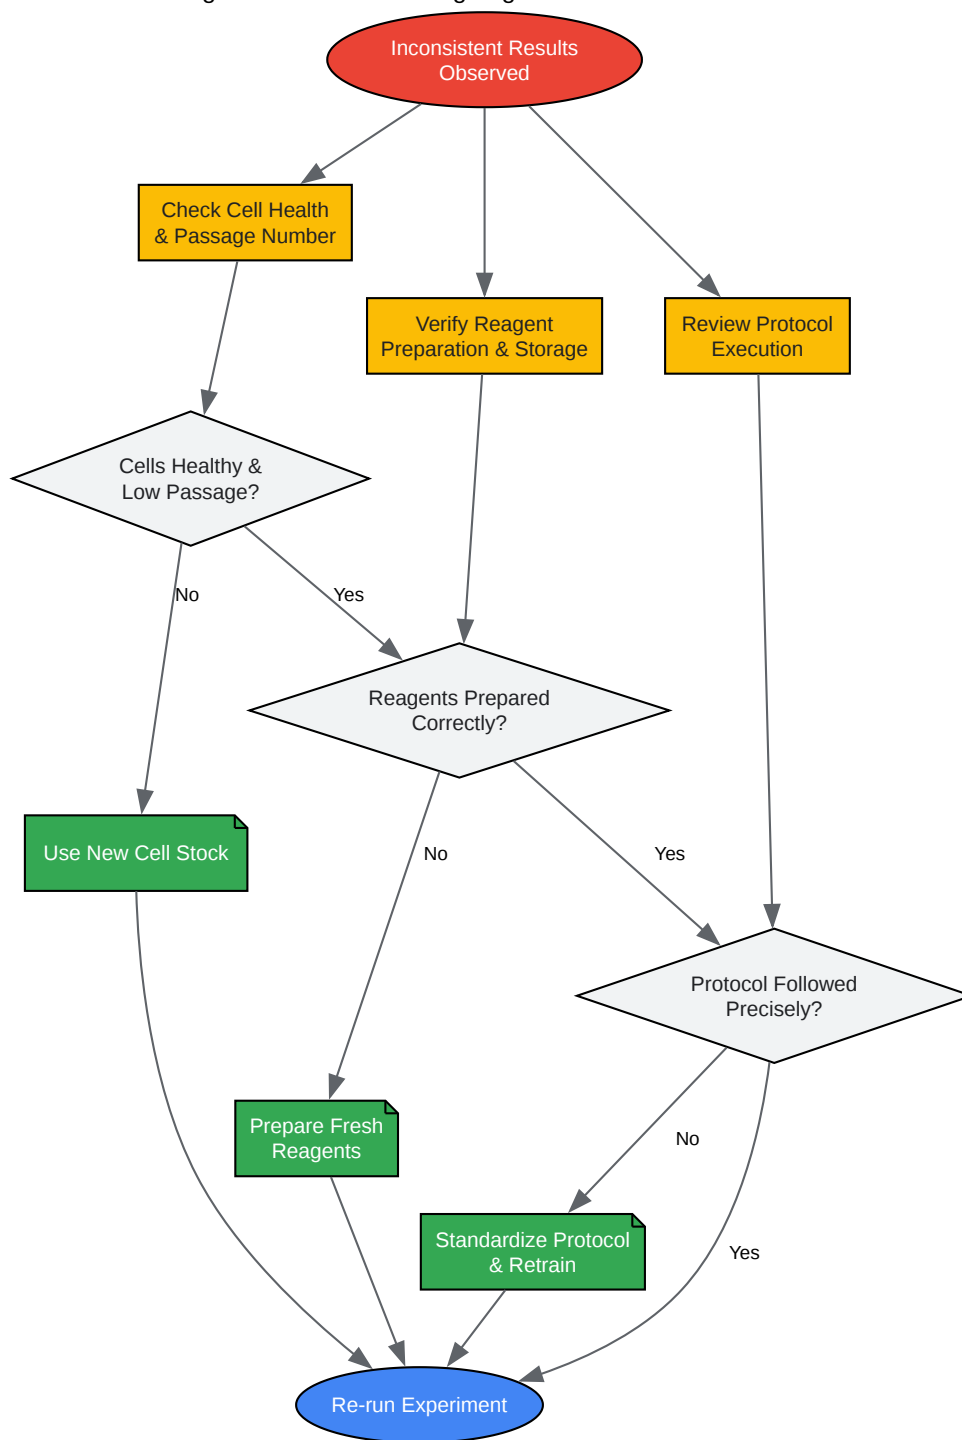 Inconsistent Results
Observed
Check Cell Health
& Passage Number
Verify Reagent
Preparation & Storage
Review Protocol
Execution
Cells Healthy &
Low Passage?
No
Yes
Reagents Prepared
Correctly?
Use New Cell Stock
No
Yes
Protocol Followed
Precisely?
Prepare Fresh
Reagents
No
Standardize Protocol
& Retrain
Yes
Re-run Experiment